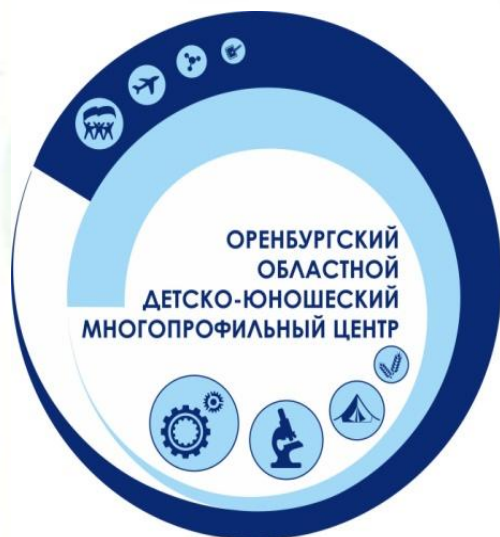 ОРЕНБУРГСКИЙ
ОБЛАСТНОЙ
ДЕТСКО-ЮНОШЕСКИЙ
МНОГОПРОФИЛЬНЫЙ ЦЕНТР